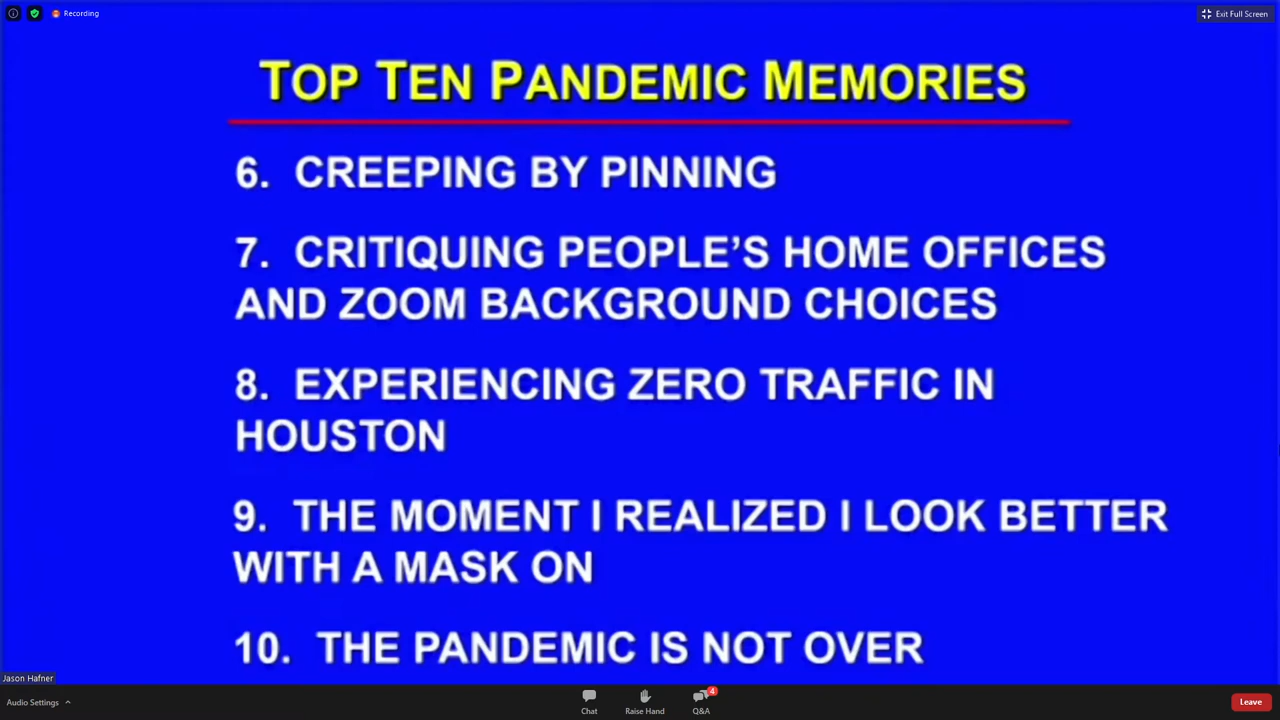 Recording
Exit Full Screen
TOP TEN PANDEMIC MEMORIES
6. CREEPING BY PINNING
7. CRITIQUING PEOPLE’S HOME OFFICES
AND ZOOM BACKGROUND CHOICES
8. EXPERIENCING ZERO TRAFFIC IN
HOUSTON
9. THE MOMENT I REALIZED I LOOK BETTER
WITH A MASK ON
10. THE PANDEMIC IS NOT OVER
Jason Hafner
Audio Settings
Chat
Raise Hand
4
Q&A
Leave